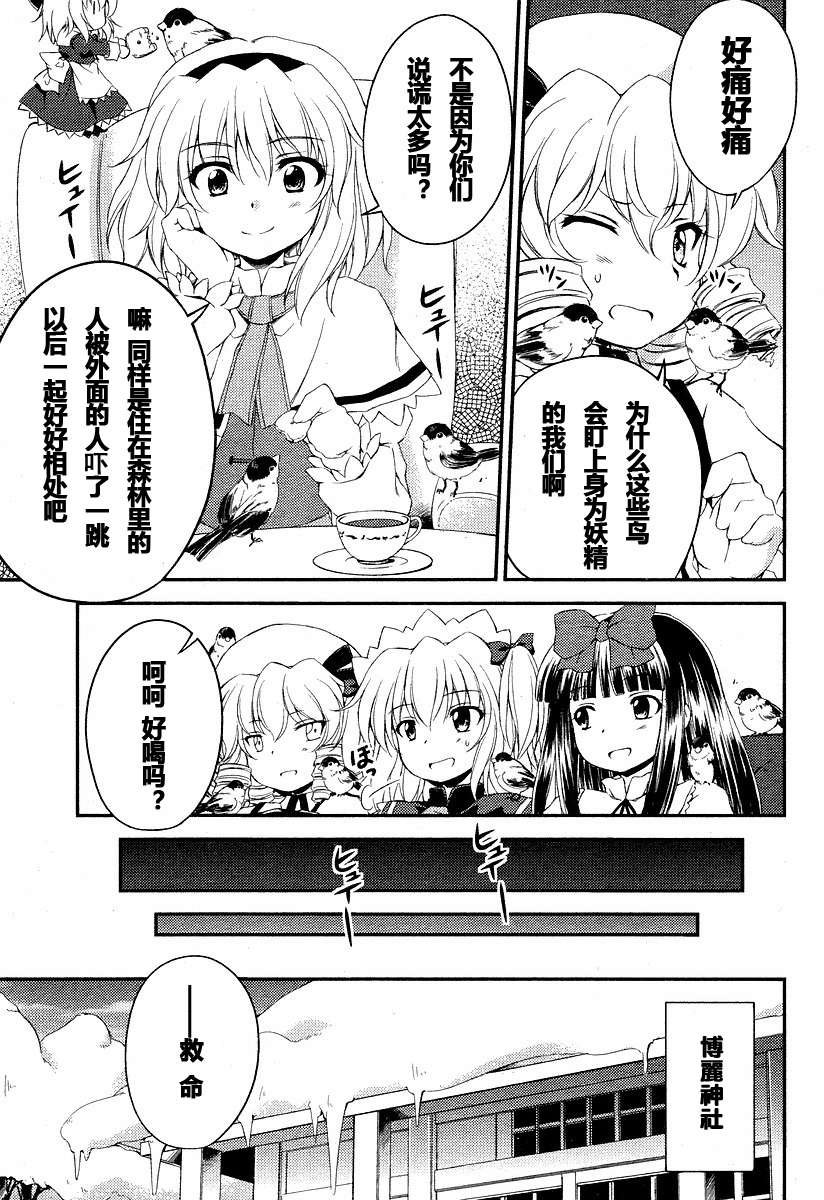 好痛好痛
为什么这些鸟
会盯上身为妖精
的我们啊
不是因为你们
说谎太多吗？
ヒュイー
ヒュイー
嘛 同样是住在森林里的
人被外面的人吓了一跳
以后一起好好相处吧
呵呵 好喝吗？
ほっ
ヒュイー
ヒュイー
博麗神社
——救命